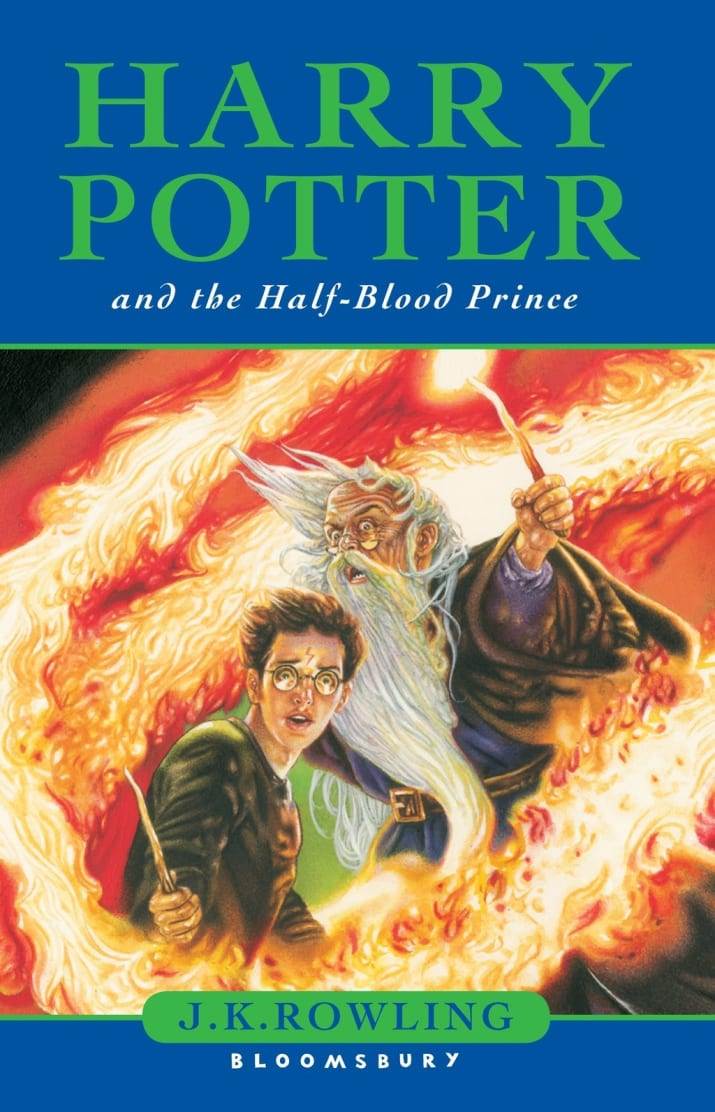 HARRY
POTTER
and the Half-Blood Prince
J.K.ROWLING
BLOOMSBURY